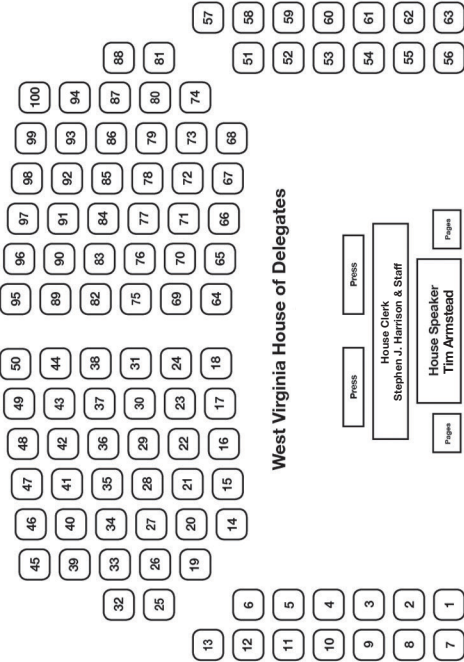 45 46 47 48 49 50 95 96 97 98 99 100
39 40 41 42 43 44 89 90 91 92 93 94
32 33 34 35 36 37 38 82 83 84 85 86 87 88
25 26 27 28 29 30 31 75 76 77 78 79 80 81
19 20 21 22 23 24 69 70 71 72 73 74
13 14 15 16 17 18 64 65 66 67 68 57
12 6 51 58
West Virginia House of Delegates
11 5 52 59
10 4 53 60
Press Press
9 3 54 61
House Clerk
Stephen J. Harrison & Staff
8 2 55 62
House Speaker
Tim Armstead
7 1 Pages Pages 56 63